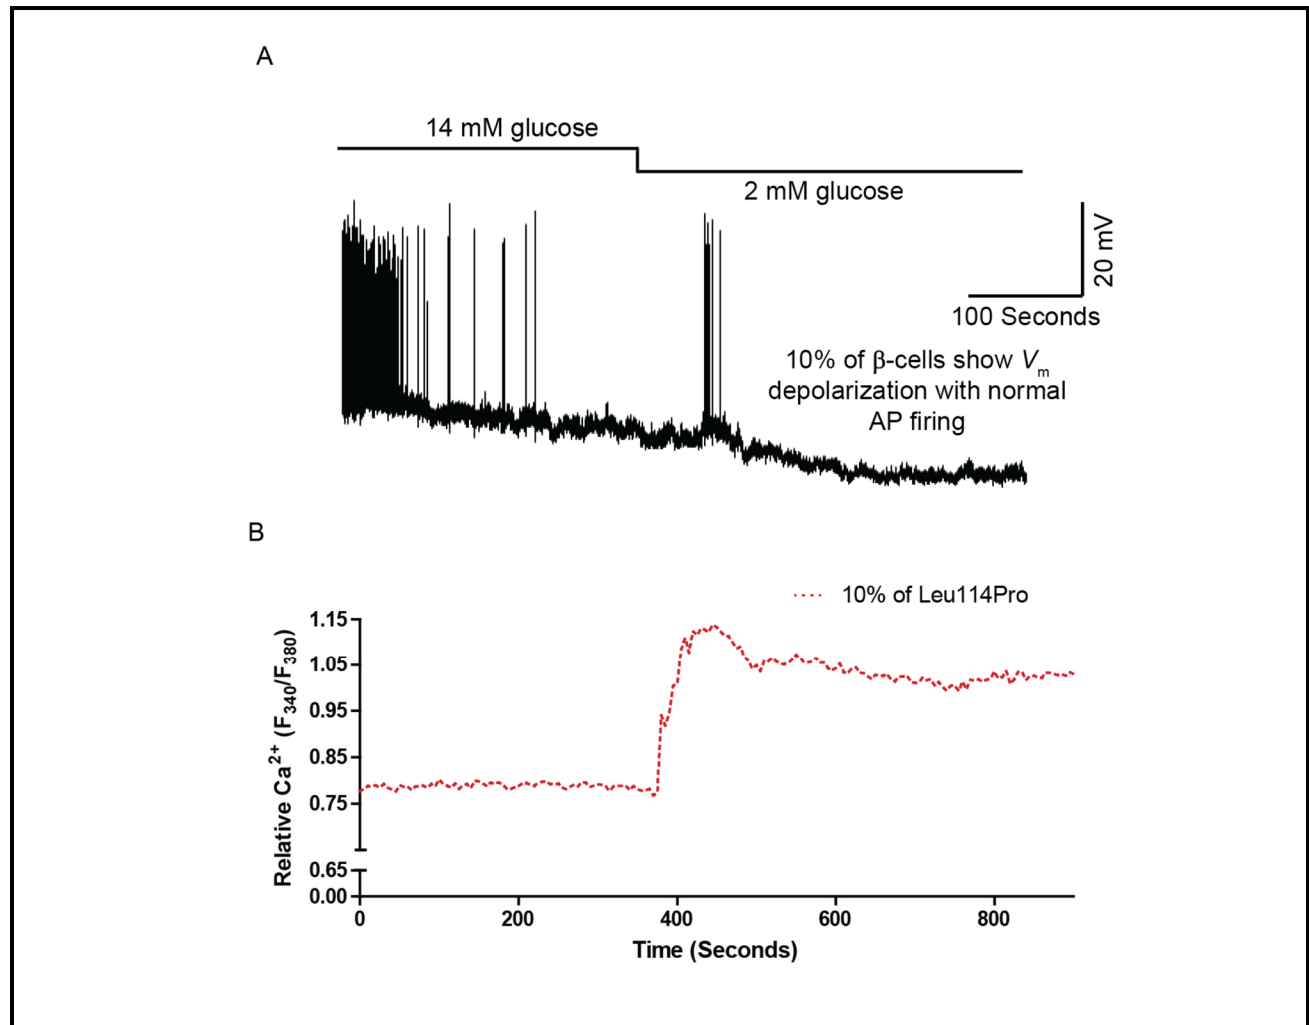 A
14 mM glucose
2 mM glucose
20 mV
100 Seconds
10% of β-cells show Vm
depolarization with normal
AP firing
B
10% of Leu114Pro
Relative Ca2+ (F340/F380)
1.15
1.05
0.95
0.85
0.75
0.65
0.00
0 200 400 600 800
Time (Seconds)